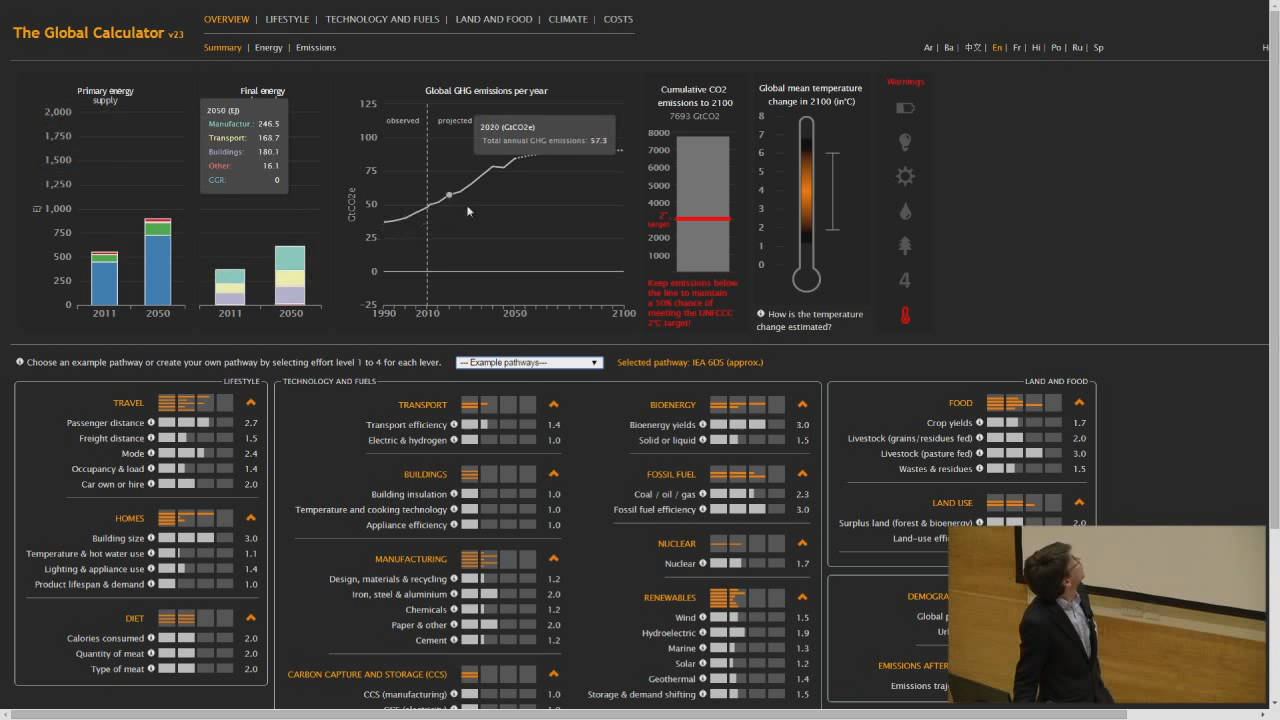 The Global Calculator v23
OVERVIEW | LIFESTYLE | TECHNOLOGY AND FUELS | LAND AND FOOD | CLIMATE | COSTS
Summary | Energy | Emissions
Ar | Ba | 中文 | En | Fr | Hi | Po | Ru | Sp
Primary energy
supply
EJ
2,000
1,750
1,500
1,250
1,000
750
500
250
0
2011 2050
Final energy
2050 (EJ)
Manufactur.: 246.5
Transport: 168.7
Buildings: 180.1
Other: 16.1
GGR: 0
2011 2050
Global GHG emissions per year
GtCO2e
125
100
75
50
25
0
−25
observed projected
2020 (GtCO2e)
Total annual GHG emissions: 57.3
1990 2010 2050 2100
Cumulative CO2
emissions to 2100
7693 GtCO2
8000
7000
6000
5000
4000
2°
target
2000
1000
Keep emissions below
the line to maintain
a 50% chance of
meeting the UNFCCC
2°C target!
Global mean temperature
change in 2100 (in°C)
8
7
6
5
4
3
2
1
0
How is the temperature
change estimated?
Warnings
4
Choose an example pathway or create your own pathway by selecting effort level 1 to 4 for each lever.
--- Example pathways---
Selected pathway: IEA 6DS (approx.)
LIFESTYLE
TRAVEL
Passenger distance 2.7
Freight distance 1.5
Mode 2.4
Occupancy & load 1.4
Car own or hire 2.0
HOMES
Building size 3.0
Temperature & hot water use 1.1
Lighting & appliance use 1.4
Product lifespan & demand 1.0
DIET
Calories consumed 2.0
Quantity of meat 2.0
Type of meat 2.0
TECHNOLOGY AND FUELS
TRANSPORT
Transport efficiency 1.4
Electric & hydrogen 1.0
BUILDINGS
Building insulation 1.0
Temperature and cooking technology 1.0
Appliance efficiency 1.0
MANUFACTURING
Design, materials & recycling 1.2
Iron, steel & aluminium 2.0
Chemicals 1.2
Paper & other 2.0
Cement 1.2
CARBON CAPTURE AND STORAGE (CCS)
CCS (manufacturing) 1.0
BIOENERGY
Bioenergy yields 3.0
Solid or liquid 1.5
FOSSIL FUEL
Coal / oil / gas 2.3
Fossil fuel efficiency 3.0
NUCLEAR
Nuclear 1.7
RENEWABLES
Wind 1.5
Hydroelectric 1.9
Marine 1.3
Solar 1.2
Geothermal 1.4
Storage & demand shifting 1.5
LAND AND FOOD
FOOD
Crop yields 1.7
Livestock (grains/residues fed) 2.0
Livestock (pasture fed) 3.0
Wastes & residues 1.5
LAND USE
Surplus land (forest & bioenergy) 2.0
Land-use effi
DEMOG
Global p
Ur
EMISSIONS AFTER
Emissions traj